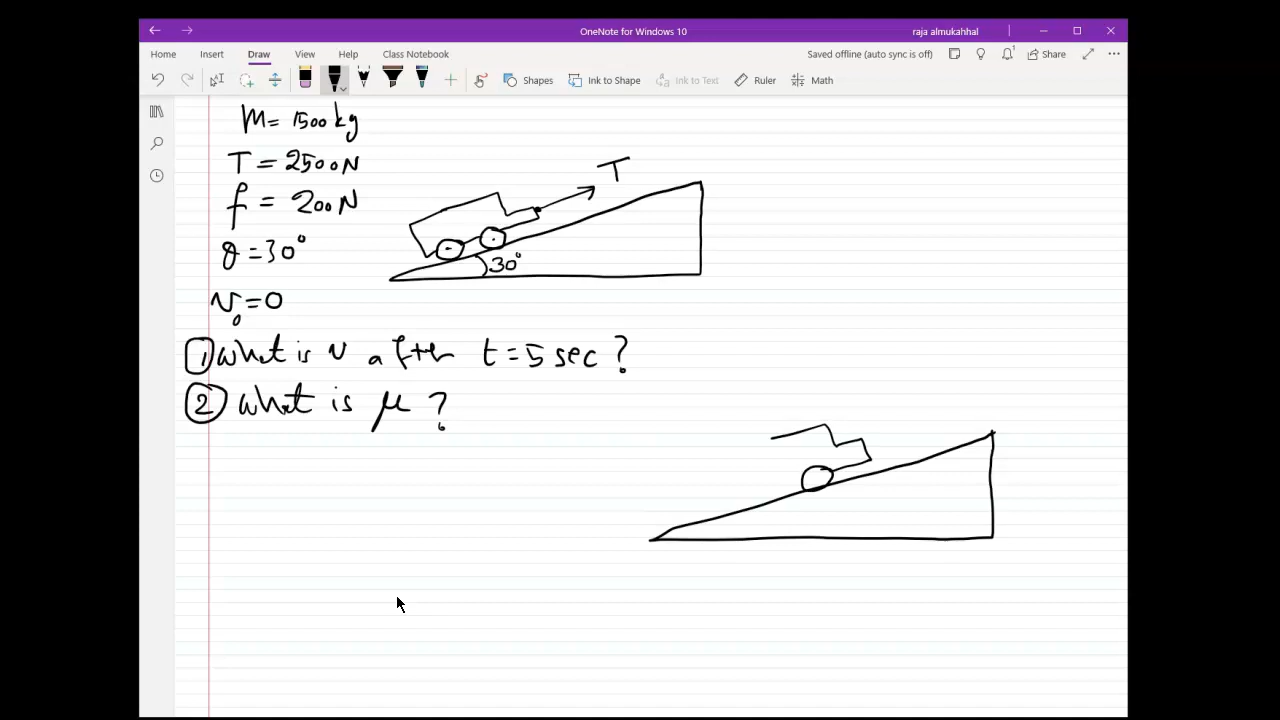 OneNote for Windows 10
raja almukahhal
Home Insert Draw View Help Class Notebook
Saved offline (auto sync is off) Share
Shapes Ink to Shape Ink to Text Ruler Math
M = 1500 kg
T = 2500 N
f = 200 N
θ = 30°
v₀ = 0
T
30°
① What is v after t = 5 sec ?
② What is μ ?